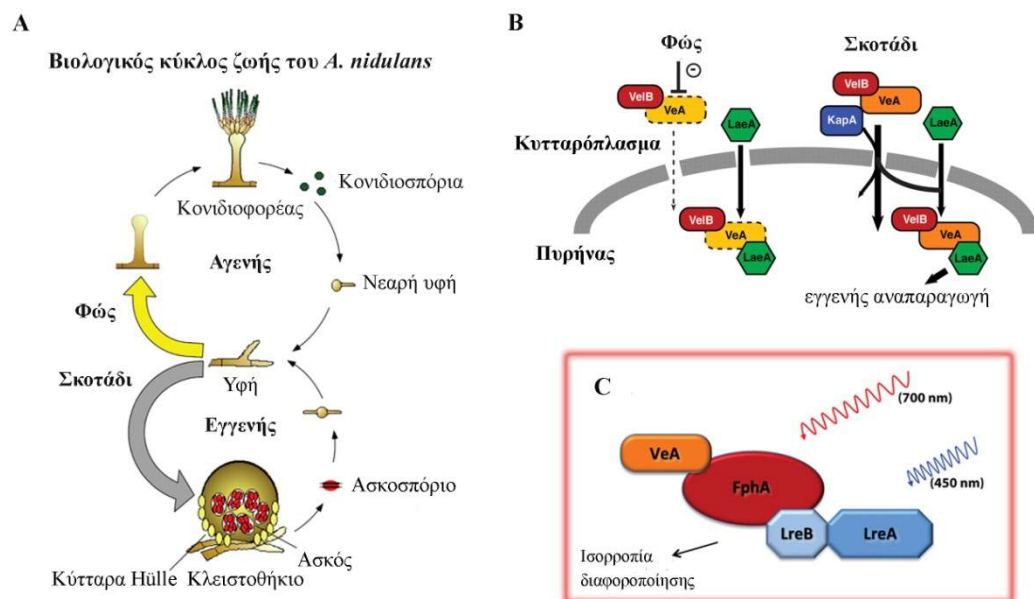 A
Βιολογικός κύκλος ζωής του A. nidulans
Κονιδιοσπόρια
Κονιδιοφορέας
Αγενής
Νεαρή υφή
Φώς
Σκοτάδι
Υφή
Εγγενής
Ασκοσπόριο
Ασκός
Κύτταρα Hülle Κλειστοθήκιο
B
Φώς
Σκοτάδι
VelB
VeA
LaeA
VelB
VeA
KapA
LaeA
Κυτταρόπλασμα
Πυρήνας
VelB
VeA
LaeA
VelB
VeA
LaeA
εγγενής αναπαραγωγή
C
(700 nm)
(450 nm)
VeA
FphA
LreB
LreA
Ισορροπία
διαφοροποίησης